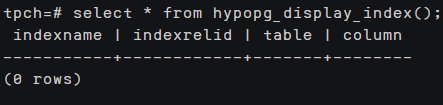 tpch=# select * from hypopg_display_index();
 indexname | indexrelid | table | column
-----------+------------+-------+--------
(0 rows)